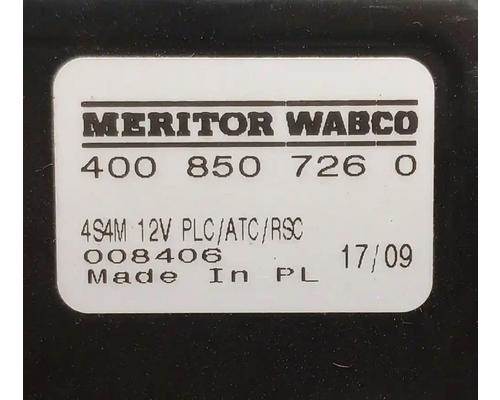 MERITOR WABCO
400 850 726 0
4S4M 12V PLC/ATC/RSC
008406 17/09
Made In PL